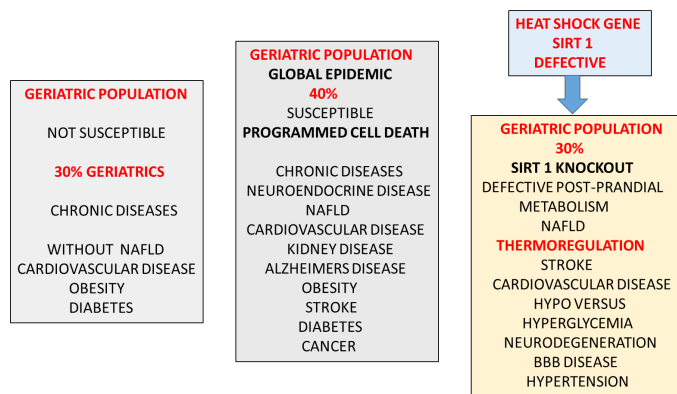 GERIATRIC POPULATION
NOT SUSCEPTIBLE
30% GERIATRICS
CHRONIC DISEASES
WITHOUT NAFLD
CARDIOVASCULAR DISEASE
OBESITY
DIABETES
GERIATRIC POPULATION
GLOBAL EPIDEMIC
40%
SUSCEPTIBLE
PROGRAMMED CELL DEATH
CHRONIC DISEASES
NEUROENDOCRINE DISEASE
NAFLD
CARDIOVASCULAR DISEASE
KIDNEY DISEASE
ALZHEIMERS DISEASE
OBESITY
STROKE
DIABETES
CANCER
HEAT SHOCK GENE
SIRT 1
DEFECTIVE
GERIATRIC POPULATION
30%
SIRT 1 KNOCKOUT
DEFECTIVE POST-PRANDIAL
METABOLISM
NAFLD
THERMOREGULATION
STROKE
CARDIOVASCULAR DISEASE
HYPO VERSUS
HYPERGLYCEMIA
NEURODEGENERATION
BBB DISEASE
HYPERTENSION